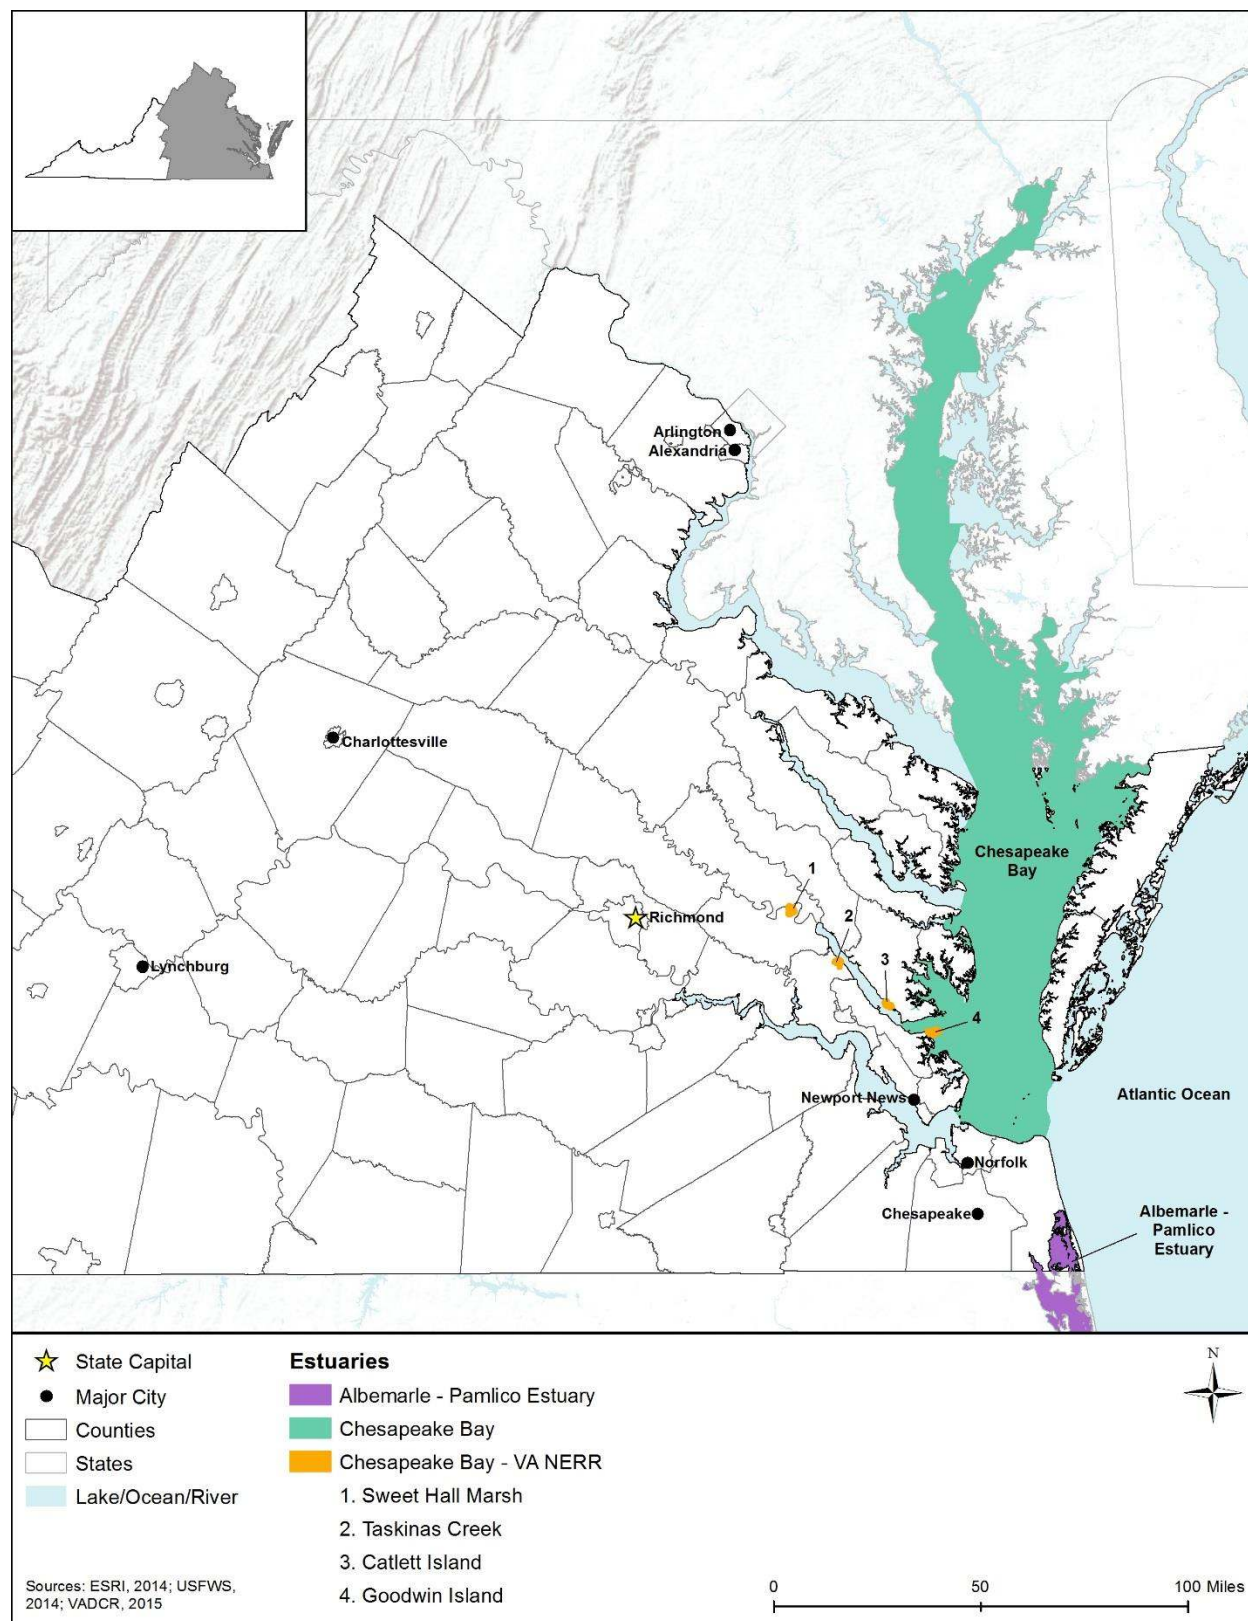 Arlington
Alexandria
Charlottesville
Chesapeake
Bay
1
Richmond
2
Lynchburg
3
4
Newport News
Atlantic Ocean
Norfolk
Chesapeake
Albemarle -
Pamlico
Estuary
N
State Capital
Major City
Counties
States
Lake/Ocean/River
Estuaries
Albemarle - Pamlico Estuary
Chesapeake Bay
Chesapeake Bay - VA NERR
1. Sweet Hall Marsh
2. Taskinas Creek
3. Catlett Island
4. Goodwin Island
Sources: ESRI, 2014; USFWS,
2014; VADCR, 2015
0 50 100 Miles